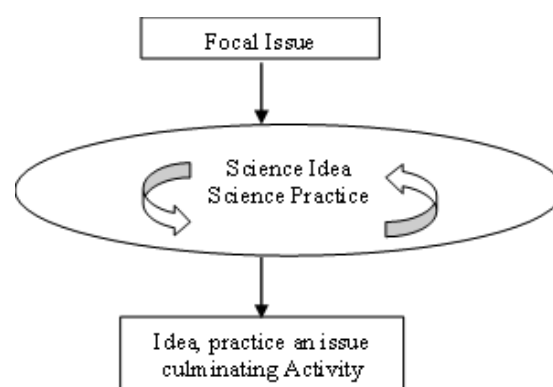 Focal Issue
Science Idea
Science Practice
Idea, practice an issue
culminating Activity